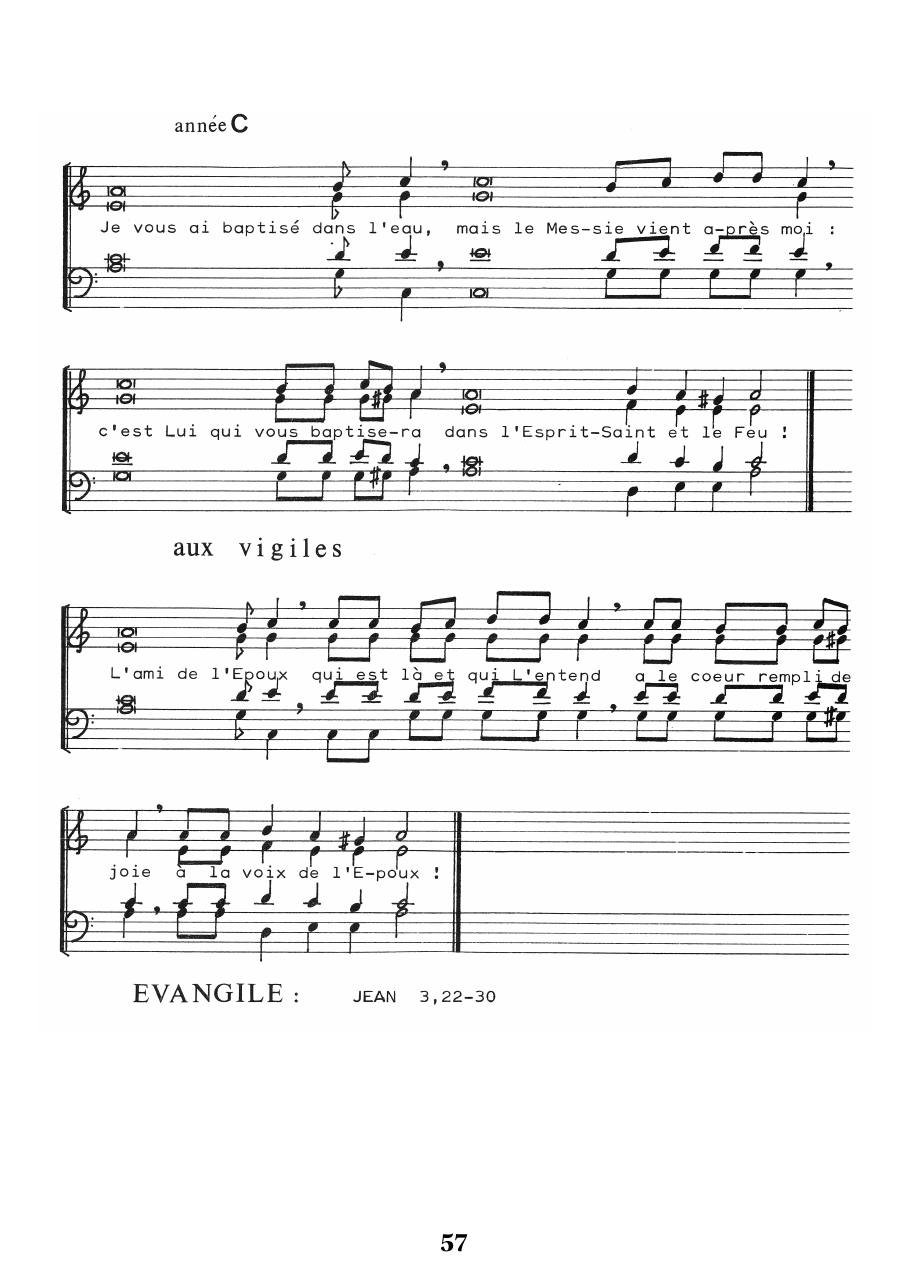 année C
Je vous ai baptisé dans l'eau, mais le Mes-sie vient a-près moi :
c'est Lui qui vous baptise-ra dans l'Esprit-Saint et le Feu !
aux vigiles
L'ami de l'Epoux qui est là et qui L'entend a le coeur rempli de
joie à la voix de l'E-poux !
EVANGILE : JEAN 3,22-30
57